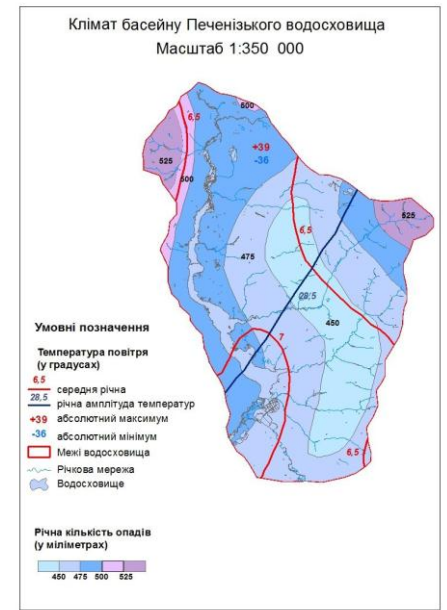 Клімат басейну Печенізького водосховища
Масштаб 1:350 000
500
6,5
+39
-36
525
500
525
6,5
475
28,5
450
7
6,5
Умовні позначення
Температура повітря
(у градусах)
6,5 середня річна
28,5 річна амплітуда температур
+39 абсолютний максимум
-36 абсолютний мінімум
Межі водосховища
Річкова мережа
Водосховище
Річна кількість опадів
(у міліметрах)
450 475 500 525